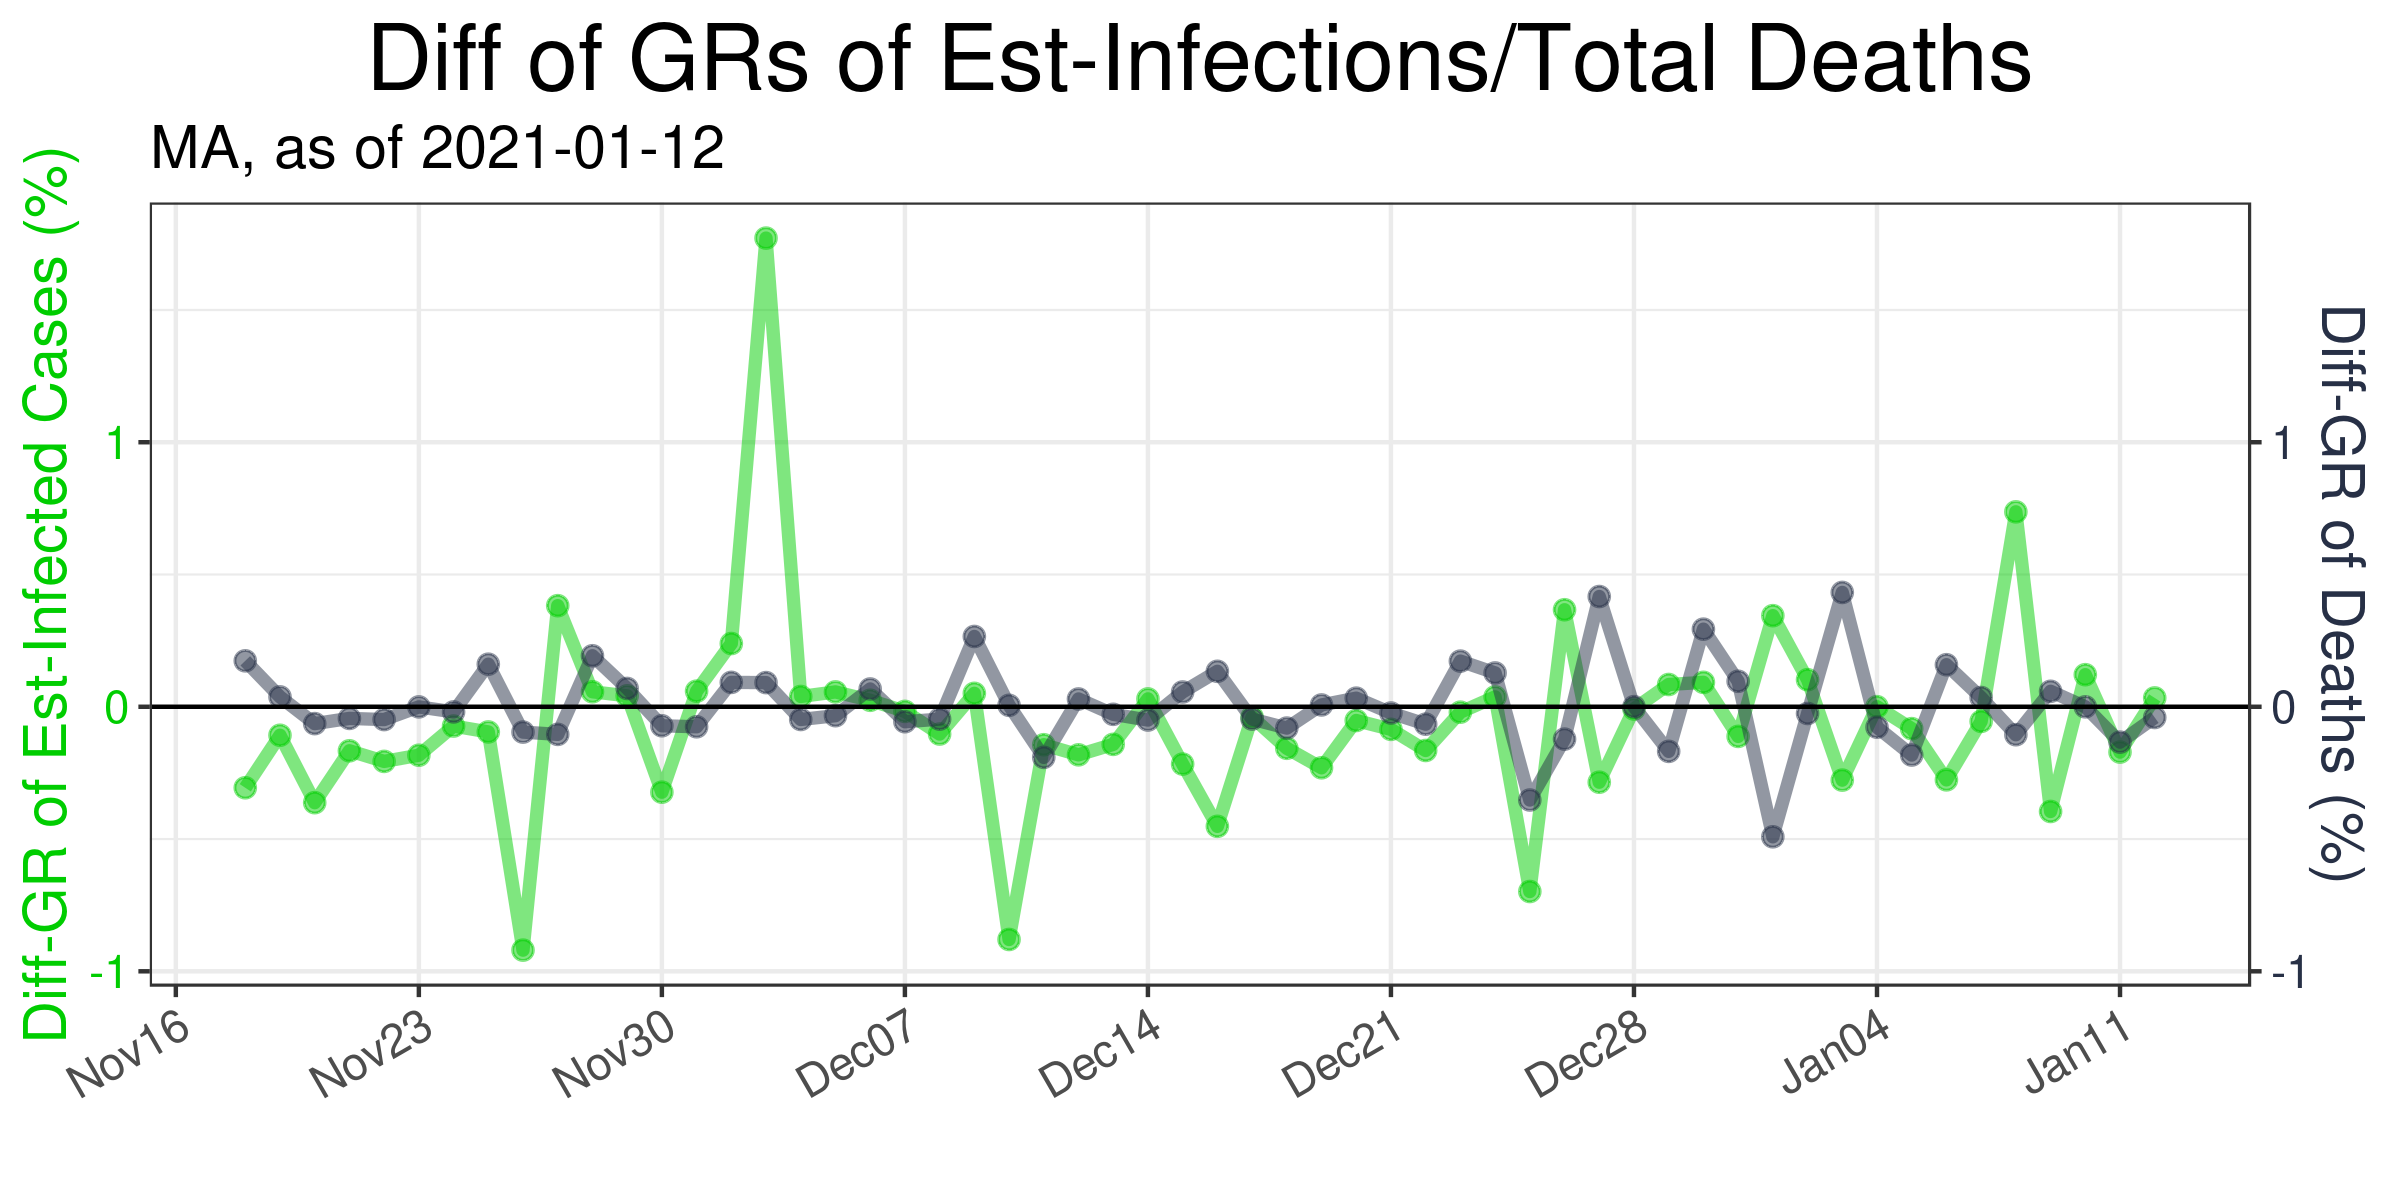 Diff of GRs of Est-Infections/Total Deaths
MA, as of 2021-01-12
Diff-GR of Est-Infected Cases (%)
1
0
-1
1
0
-1
Diff-GR of Deaths (%)
Nov16
Nov23
Nov30
Dec07
Dec14
Dec21
Dec28
Jan04
Jan11